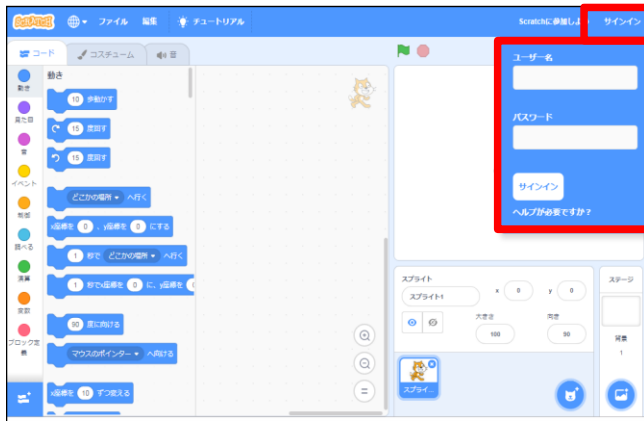 SCRATCH
ファイル
編集
チュートリアル
Scratchに参加しよう
サインイン
コード
コスチューム
音
ユーザー名
パスワード
サインイン
ヘルプが必要ですか？
動き
見た目
音
イベント
制御
調べる
演算
変数
ブロック定義
動き
10 歩動かす
15 度回す
15 度回す
どこかの場所 へ行く
x座標を 0 、y座標を 0 にする
1 秒で どこかの場所 へ行く
1 秒でx座標を 0 に、y座標を
90 度に向ける
マウスのポインター へ向ける
x座標を 10 ずつ変える
スプライト
スプライト1
x 0 y 0
大きさ 100
向き 90
スプライ...
ステージ
背景
1